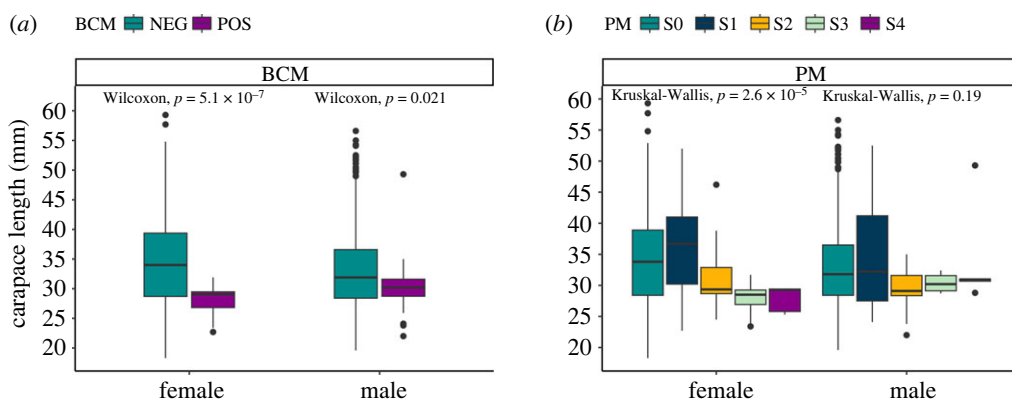 (a) BCM NEG POS
BCM
Wilcoxon, p = 5.1 × 10⁻⁷ Wilcoxon, p = 0.021
60
55
50
45
40
35
30
25
20
carapace length (mm)
female male
(b) PM S0 S1 S2 S3 S4
PM
Kruskal-Wallis, p = 2.6 × 10⁻⁵ Kruskal-Wallis, p = 0.19
60
55
50
45
40
35
30
25
20
female male